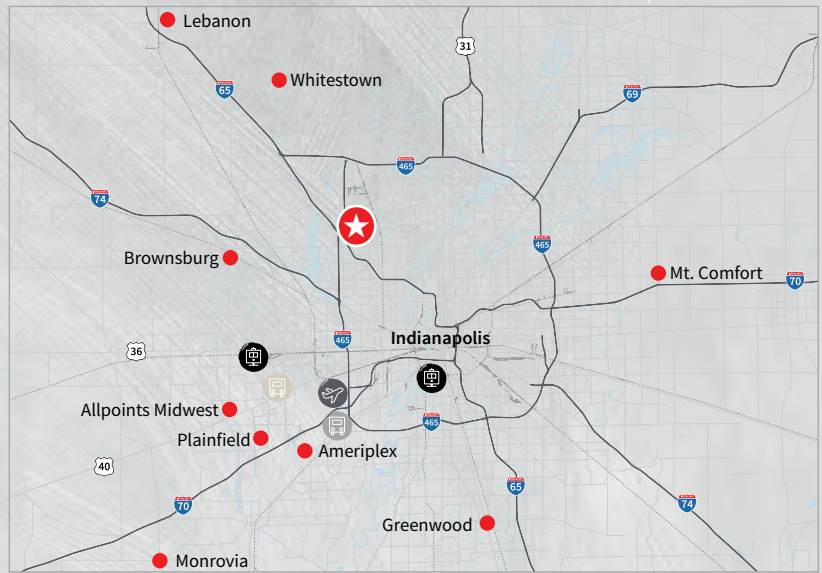 Lebanon
31
Whitestown
65
69
465
74
465
Brownsburg
Mt. Comfort
70
465
Indianapolis
36
Allpoints Midwest
465
Plainfield
Ameriplex
40
65
70
74
Greenwood
Monrovia